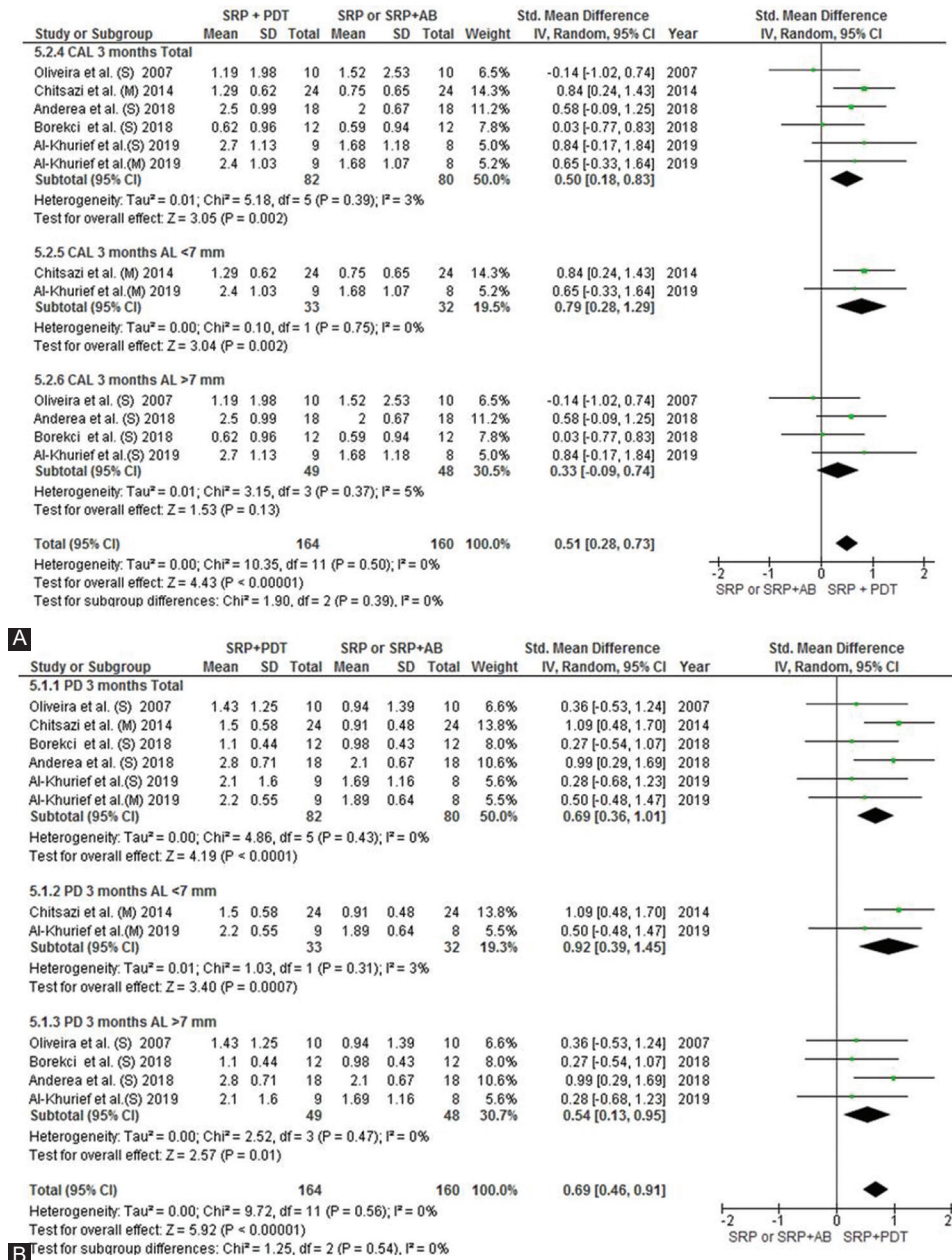 SRP + PDT SRP or SRP+AB Std. Mean Difference Std. Mean Difference
Study or Subgroup Mean SD Total Mean SD Total Weight IV, Random, 95% CI Year IV, Random, 95% CI
5.2.4 CAL 3 months Total
Oliveira et al. (S) 2007 1.19 1.98 10 1.52 2.53 10 6.5% -0.14 [-1.02, 0.74] 2007
Chitsazi et al. (M) 2014 1.29 0.62 24 0.75 0.65 24 14.3% 0.84 [0.24, 1.43] 2014
Anderea et al. (S) 2018 2.5 0.99 18 2 0.67 18 11.2% 0.58 [-0.09, 1.25] 2018
Borekci et al. (S) 2018 0.62 0.96 12 0.59 0.94 12 7.8% 0.03 [-0.77, 0.83] 2018
Al-Khurief et al.(S) 2019 2.7 1.13 9 1.68 1.18 8 5.0% 0.84 [-0.17, 1.84] 2019
Al-Khurief et al.(M) 2019 2.4 1.03 9 1.68 1.07 8 5.2% 0.65 [-0.33, 1.64] 2019
Subtotal (95% CI) 82 80 50.0% 0.50 [0.18, 0.83]
Heterogeneity: Tau² = 0.01; Chi² = 5.18, df = 5 (P = 0.39); I² = 3%
Test for overall effect: Z = 3.05 (P = 0.002)
5.2.5 CAL 3 months AL <7 mm
Chitsazi et al. (M) 2014 1.29 0.62 24 0.75 0.65 24 14.3% 0.84 [0.24, 1.43] 2014
Al-Khurief et al.(M) 2019 2.4 1.03 9 1.68 1.07 8 5.2% 0.65 [-0.33, 1.64] 2019
Subtotal (95% CI) 33 32 19.5% 0.79 [0.28, 1.29]
Heterogeneity: Tau² = 0.00; Chi² = 0.10, df = 1 (P = 0.75); I² = 0%
Test for overall effect: Z = 3.04 (P = 0.002)
5.2.6 CAL 3 months AL >7 mm
Oliveira et al. (S) 2007 1.19 1.98 10 1.52 2.53 10 6.5% -0.14 [-1.02, 0.74] 2007
Anderea et al. (S) 2018 2.5 0.99 18 2 0.67 18 11.2% 0.58 [-0.09, 1.25] 2018
Borekci et al. (S) 2018 0.62 0.96 12 0.59 0.94 12 7.8% 0.03 [-0.77, 0.83] 2018
Al-Khurief et al.(S) 2019 2.7 1.13 9 1.68 1.18 8 5.0% 0.84 [-0.17, 1.84] 2019
Subtotal (95% CI) 49 48 30.5% 0.33 [-0.09, 0.74]
Heterogeneity: Tau² = 0.01; Chi² = 3.15, df = 3 (P = 0.37); I² = 5%
Test for overall effect: Z = 1.53 (P = 0.13)
Total (95% CI) 164 160 100.0% 0.51 [0.28, 0.73]
Heterogeneity: Tau² = 0.00; Chi² = 10.35, df = 11 (P = 0.50); I² = 0%
Test for overall effect: Z = 4.43 (P < 0.00001)
Test for subgroup differences: Chi² = 1.90, df = 2 (P = 0.39), I² = 0%
-2 -1 0 1 2
SRP or SRP+AB SRP + PDT
A
SRP+PDT SRP or SRP+AB Std. Mean Difference Std. Mean Difference
Study or Subgroup Mean SD Total Mean SD Total Weight IV, Random, 95% CI Year IV, Random, 95% CI
5.1.1 PD 3 months Total
Oliveira et al. (S) 2007 1.43 1.25 10 0.94 1.39 10 6.6% 0.36 [-0.53, 1.24] 2007
Chitsazi et al. (M) 2014 1.5 0.58 24 0.91 0.48 24 13.8% 1.09 [0.48, 1.70] 2014
Borekci et al. (S) 2018 1.1 0.44 12 0.98 0.43 12 8.0% 0.27 [-0.54, 1.07] 2018
Anderea et al. (S) 2018 2.8 0.71 18 2.1 0.67 18 10.6% 0.99 [0.29, 1.69] 2018
Al-Khurief et al.(S) 2019 2.1 1.6 9 1.69 1.16 8 5.6% 0.28 [-0.68, 1.23] 2019
Al-Khurief et al.(M) 2019 2.2 0.55 9 1.89 0.64 8 5.5% 0.50 [-0.48, 1.47] 2019
Subtotal (95% CI) 82 80 50.0% 0.69 [0.36, 1.01]
Heterogeneity: Tau² = 0.00; Chi² = 4.86, df = 5 (P = 0.43); I² = 0%
Test for overall effect: Z = 4.19 (P < 0.0001)
5.1.2 PD 3 months AL <7 mm
Chitsazi et al. (M) 2014 1.5 0.58 24 0.91 0.48 24 13.8% 1.09 [0.48, 1.70] 2014
Al-Khurief et al.(M) 2019 2.2 0.55 9 1.89 0.64 8 5.5% 0.50 [-0.48, 1.47] 2019
Subtotal (95% CI) 33 32 19.3% 0.92 [0.39, 1.45]
Heterogeneity: Tau² = 0.01; Chi² = 1.03, df = 1 (P = 0.31); I² = 3%
Test for overall effect: Z = 3.40 (P = 0.0007)
5.1.3 PD 3 months AL >7 mm
Oliveira et al. (S) 2007 1.43 1.25 10 0.94 1.39 10 6.6% 0.36 [-0.53, 1.24] 2007
Borekci et al. (S) 2018 1.1 0.44 12 0.98 0.43 12 8.0% 0.27 [-0.54, 1.07] 2018
Anderea et al. (S) 2018 2.8 0.71 18 2.1 0.67 18 10.6% 0.99 [0.29, 1.69] 2018
Al-Khurief et al.(S) 2019 2.1 1.6 9 1.69 1.16 8 5.6% 0.28 [-0.68, 1.23] 2019
Subtotal (95% CI) 49 48 30.7% 0.54 [0.13, 0.95]
Heterogeneity: Tau² = 0.00; Chi² = 2.52, df = 3 (P = 0.47); I² = 0%
Test for overall effect: Z = 2.57 (P = 0.01)
Total (95% CI) 164 160 100.0% 0.69 [0.46, 0.91]
Heterogeneity: Tau² = 0.00; Chi² = 9.72, df = 11 (P = 0.56); I² = 0%
Test for overall effect: Z = 5.92 (P < 0.00001)
Test for subgroup differences: Chi² = 1.25, df = 2 (P = 0.54), I² = 0%
-2 -1 0 1 2
SRP or SRP+AB SRP+PDT
B